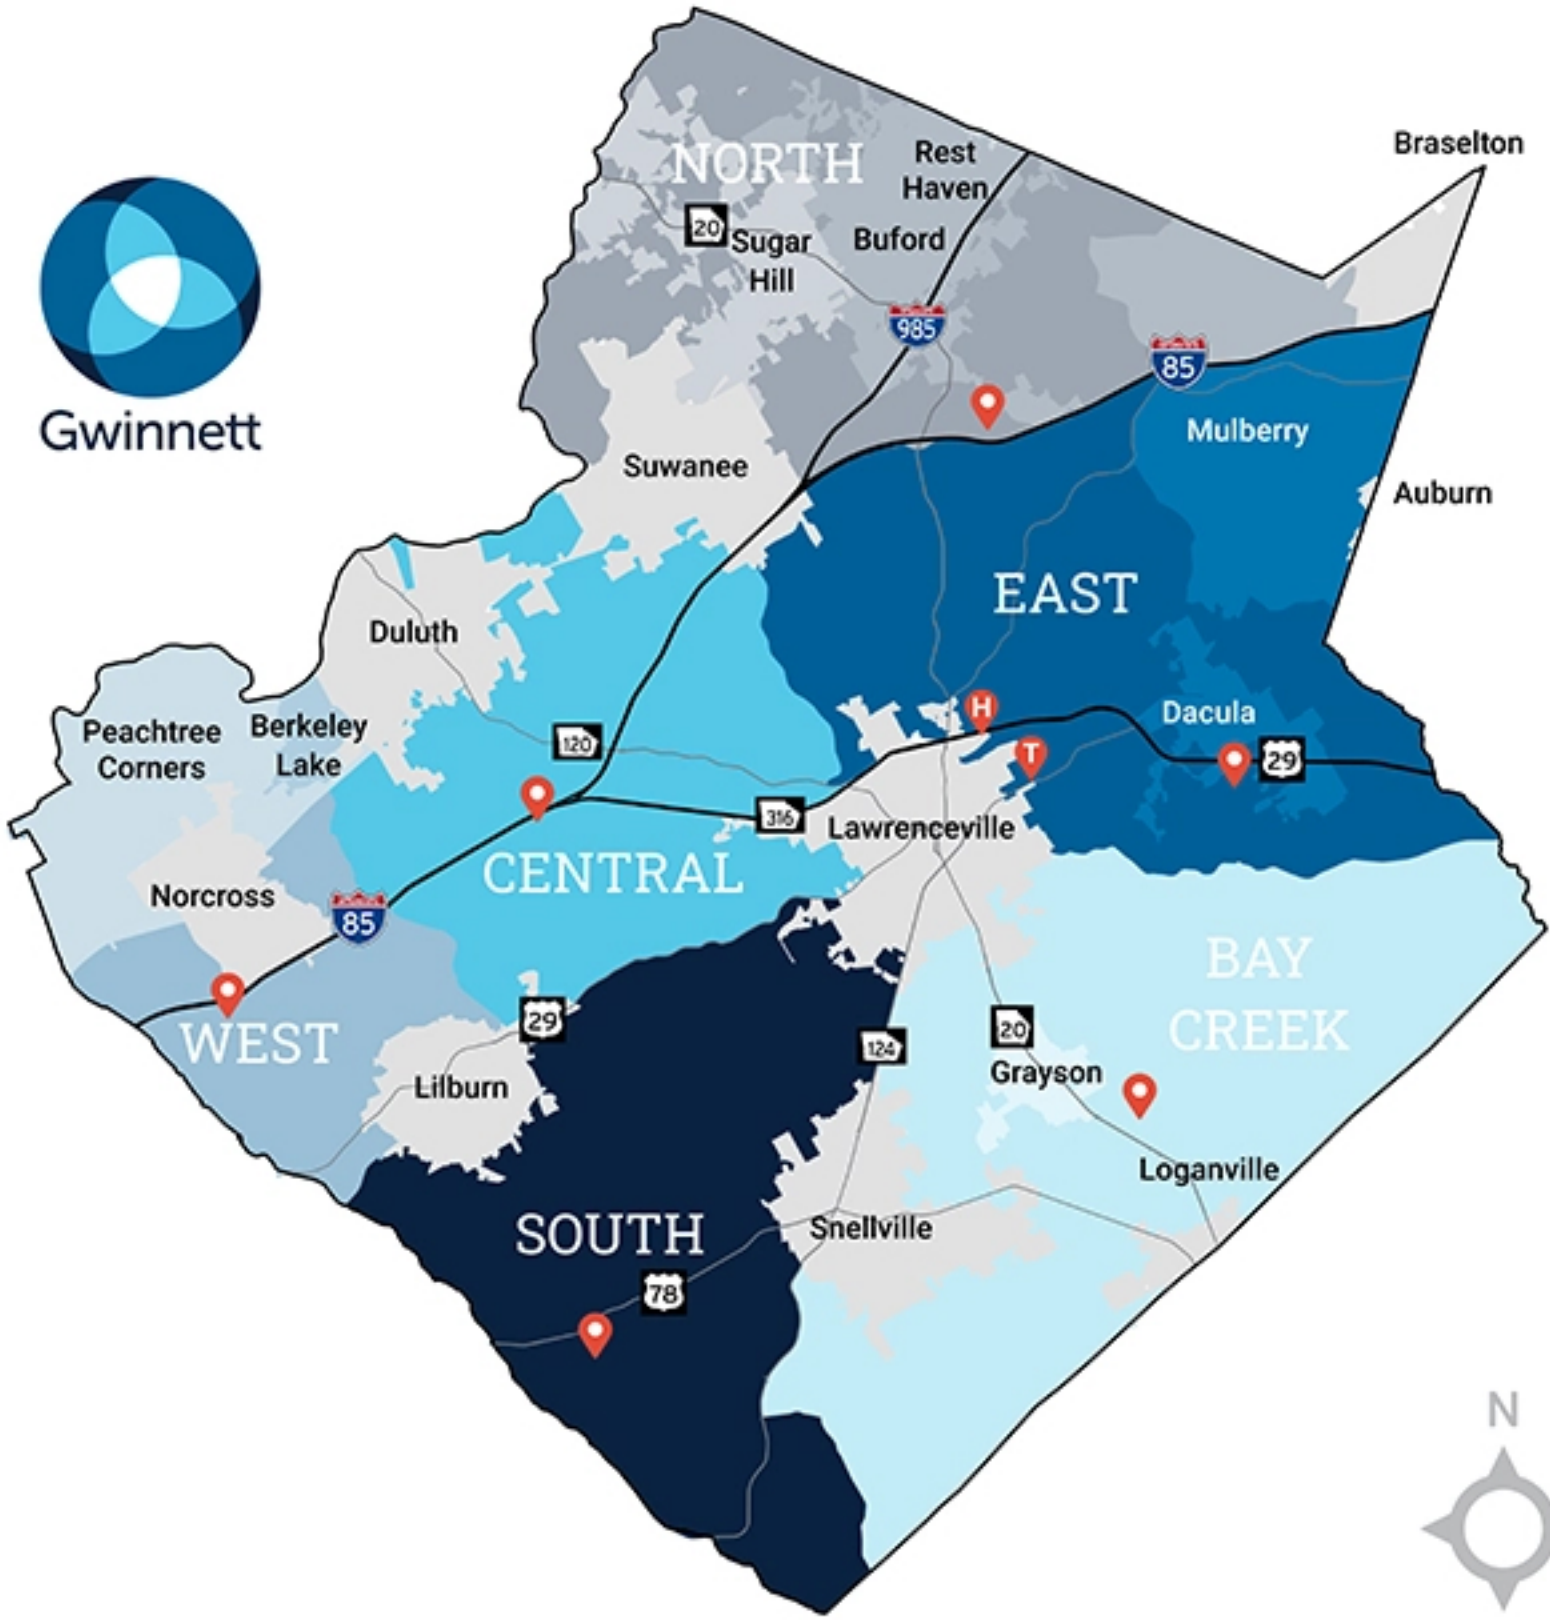 Braselton
Rest
Haven
NORTH
20
Sugar
Hill
Buford
985
85
Gwinnett
Mulberry
Suwanee
Auburn
EAST
Duluth
H
Dacula
Peachtree
Corners
Berkeley
Lake
120
T
29
316
Lawrenceville
CENTRAL
Norcross
85
BAY
CREEK
WEST
29
124
20
Grayson
Lilburn
Loganville
SOUTH
Snellville
78
N